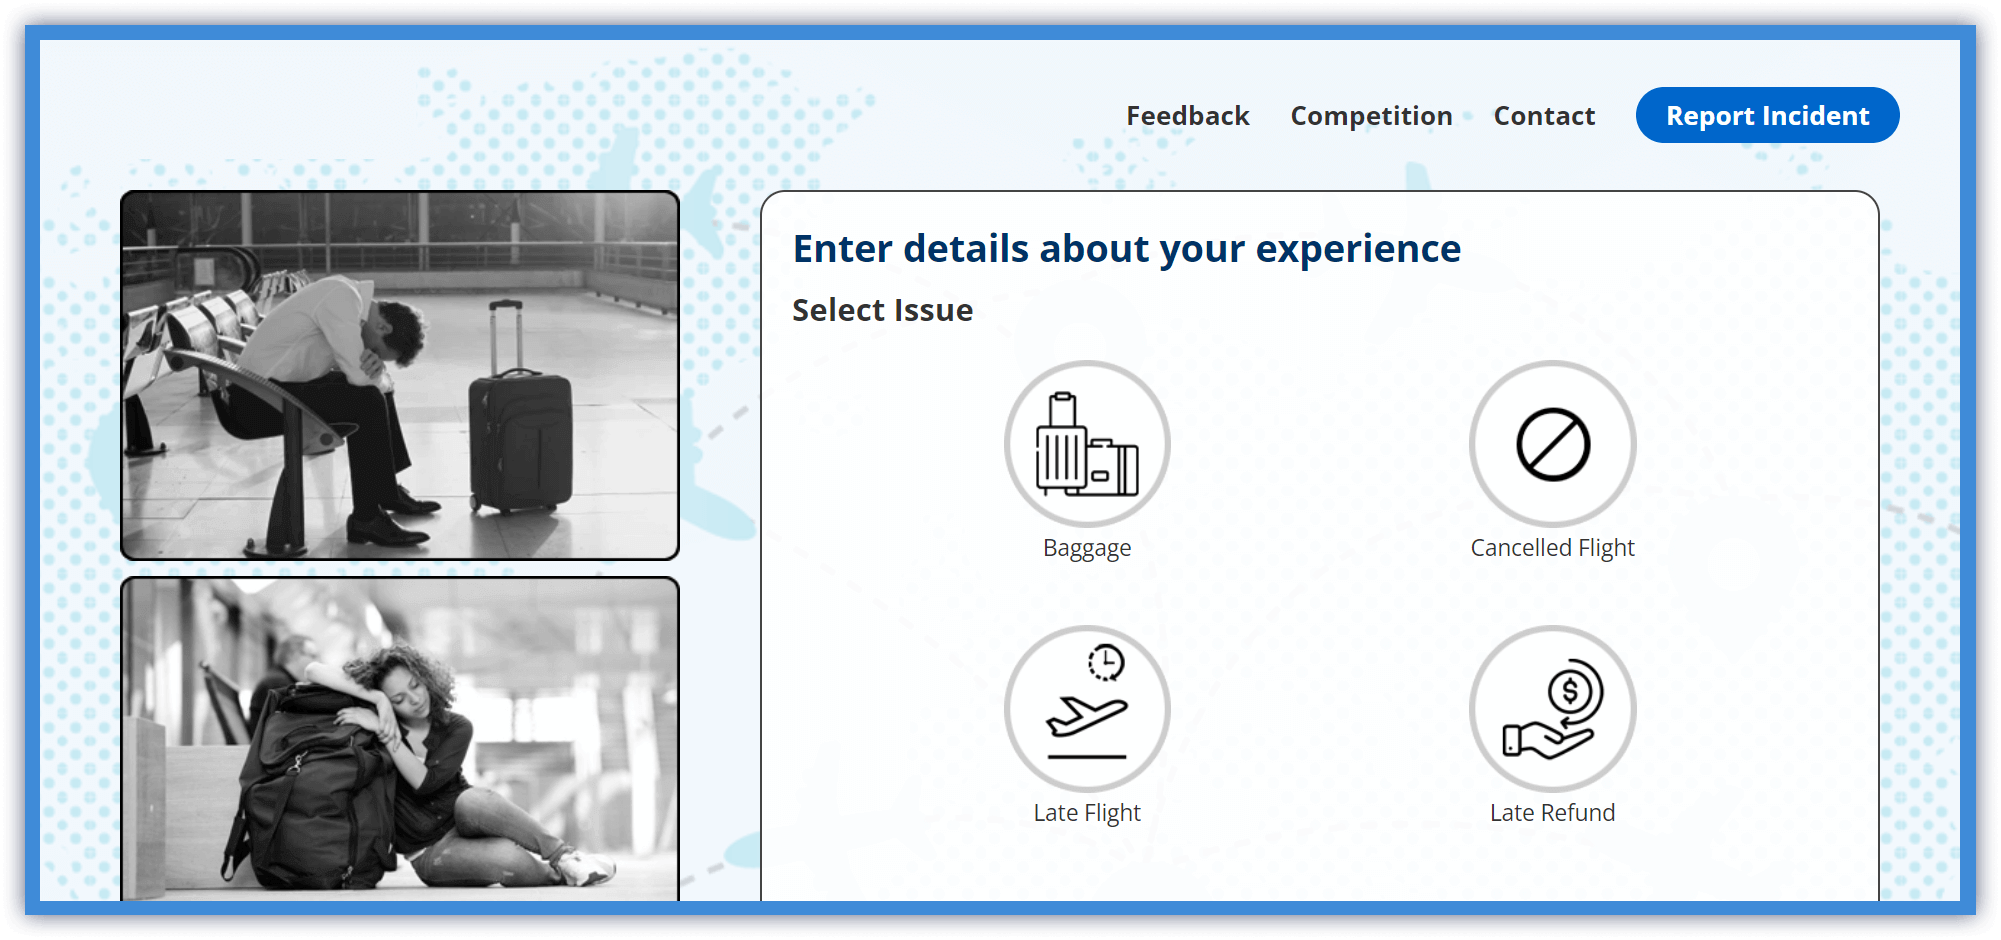 Feedback Competition Contact Report Incident
Enter details about your experience
Select Issue
Baggage Cancelled Flight
Late Flight Late Refund